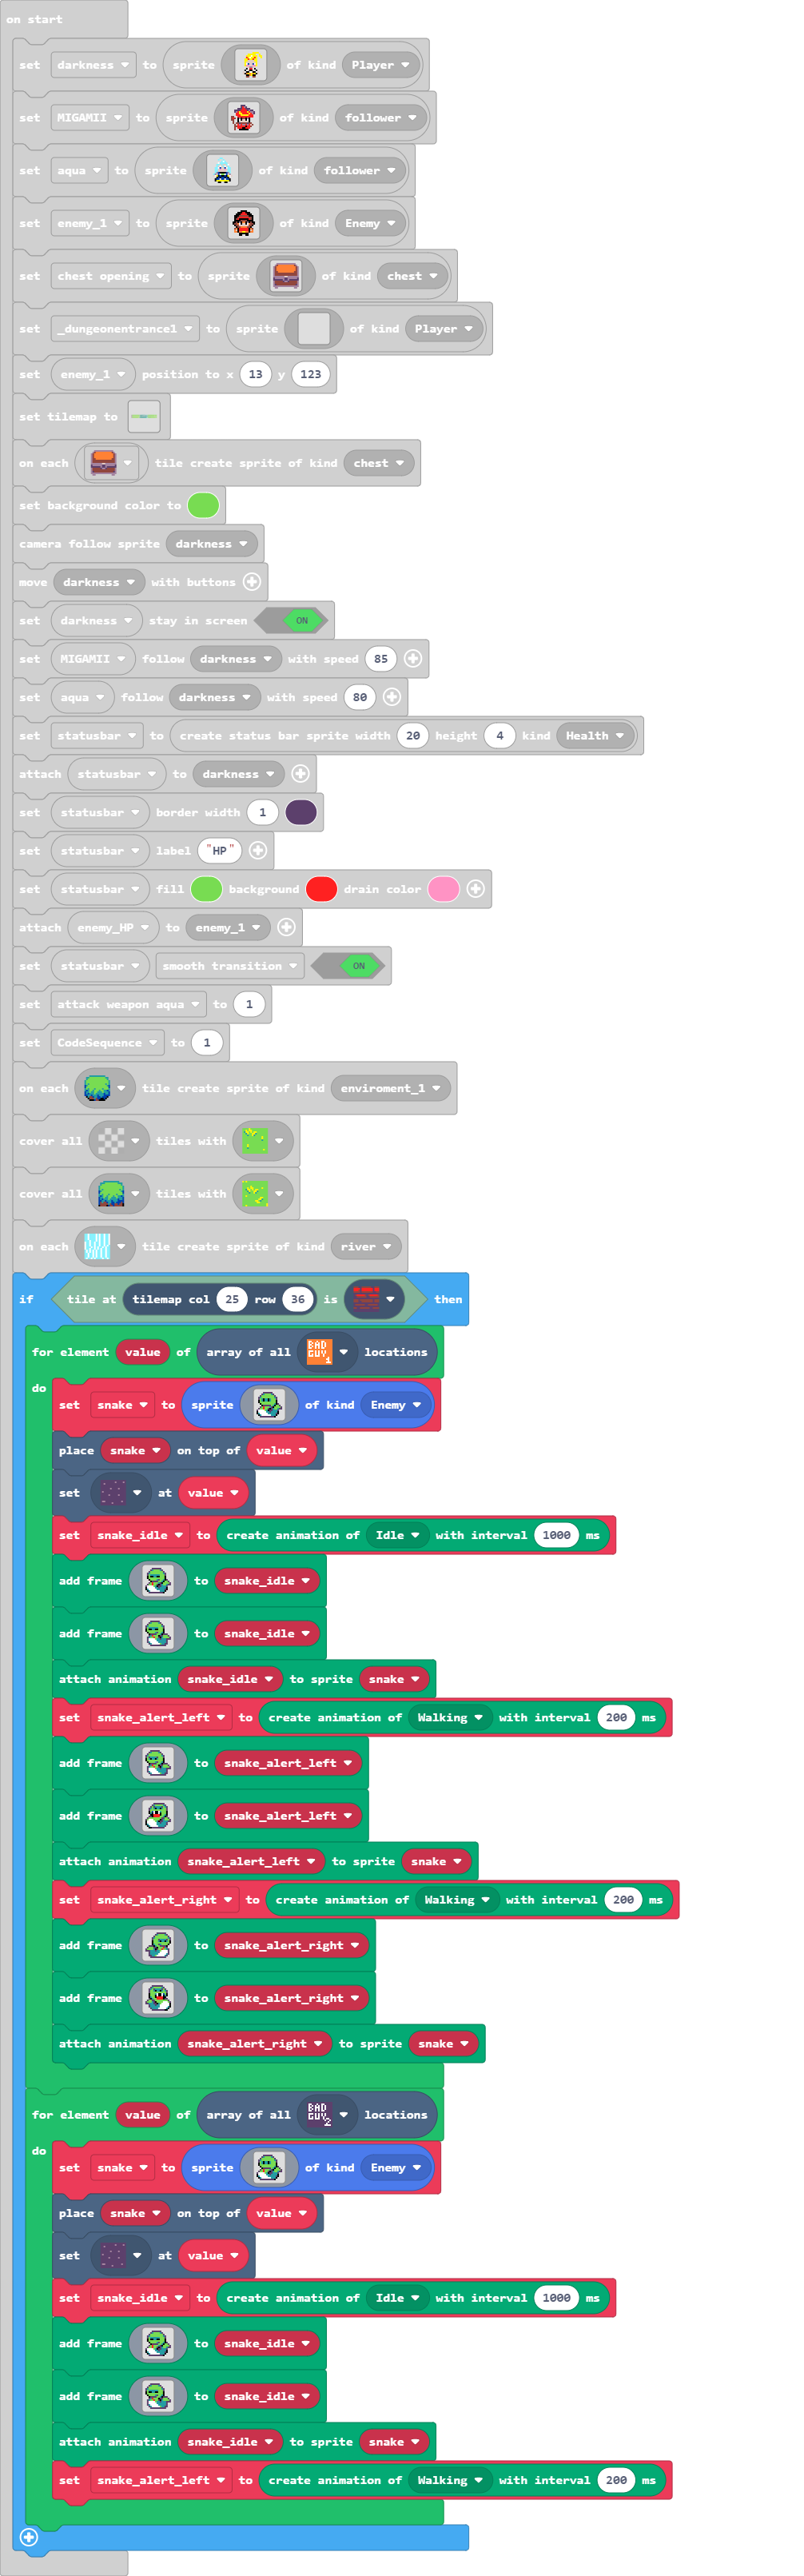 on start
set darkness to sprite of kind Player
set MIGAMII to sprite of kind follower
set aqua to sprite of kind follower
set enemy_1 to sprite of kind Enemy
set chest opening to sprite of kind chest
set _dungeonentrance1 to sprite of kind Player
set enemy_1 position to x 13 y 123
set tilemap to
on each tile create sprite of kind chest
set background color to
camera follow sprite darkness
move darkness with buttons
set darkness stay in screen ON
set MIGAMII follow darkness with speed 85
set aqua follow darkness with speed 80
set statusbar to create status bar sprite width 20 height 4 kind Health
attach statusbar to darkness
set statusbar border width 1
set statusbar label "HP"
set statusbar fill background drain color
attach enemy_HP to enemy_1
set statusbar smooth transition ON
set attack weapon aqua to 1
set CodeSequence to 1
on each tile create sprite of kind enviroment_1
cover all tiles with
cover all tiles with
on each tile create sprite of kind river
if tile at tilemap col 25 row 36 is then
for element value of array of all BAD GUY 1 locations
do
set snake to sprite of kind Enemy
place snake on top of value
set at value
set snake_idle to create animation of Idle with interval 1000 ms
add frame to snake_idle
add frame to snake_idle
attach animation snake_idle to sprite snake
set snake_alert_left to create animation of Walking with interval 200 ms
add frame to snake_alert_left
add frame to snake_alert_left
attach animation snake_alert_left to sprite snake
set snake_alert_right to create animation of Walking with interval 200 ms
add frame to snake_alert_right
add frame to snake_alert_right
attach animation snake_alert_right to sprite snake
for element value of array of all BAD GUY 2 locations
do
set snake to sprite of kind Enemy
place snake on top of value
set at value
set snake_idle to create animation of Idle with interval 1000 ms
add frame to snake_idle
add frame to snake_idle
attach animation snake_idle to sprite snake
set snake_alert_left to create animation of Walking with interval 200 ms